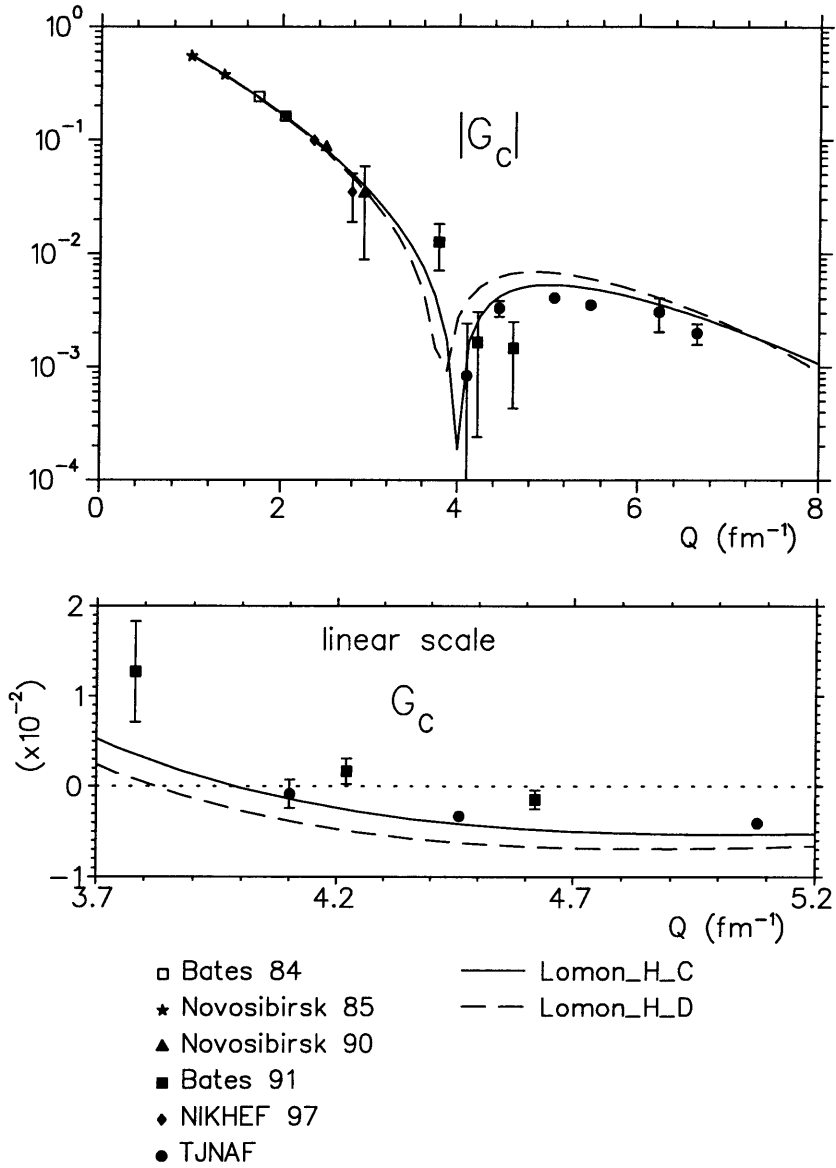 10⁰
10⁻¹
10⁻²
10⁻³
10⁻⁴
|G_C|
0 2 4 6 8
Q (fm⁻¹)
2
1
0
−1
(x10⁻²)
linear scale
G_C
3.7 4.2 4.7 5.2
Q (fm⁻¹)
Bates 84
Novosibirsk 85
Novosibirsk 90
Bates 91
NIKHEF 97
TJNAF
Lomon_H_C
Lomon_H_D